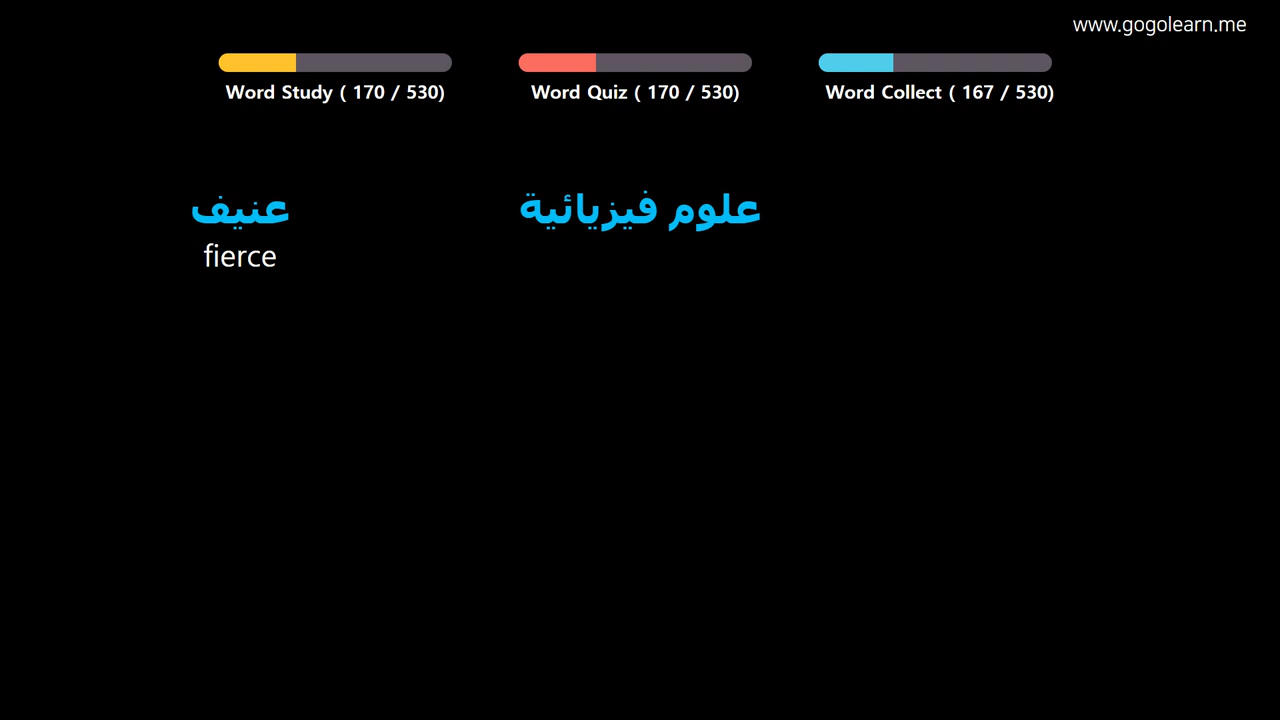 www.gogolearn.me
Word Study ( 170 / 530)
Word Quiz ( 170 / 530)
Word Collect ( 167 / 530)
عنيف
fierce
علوم فيزيائية